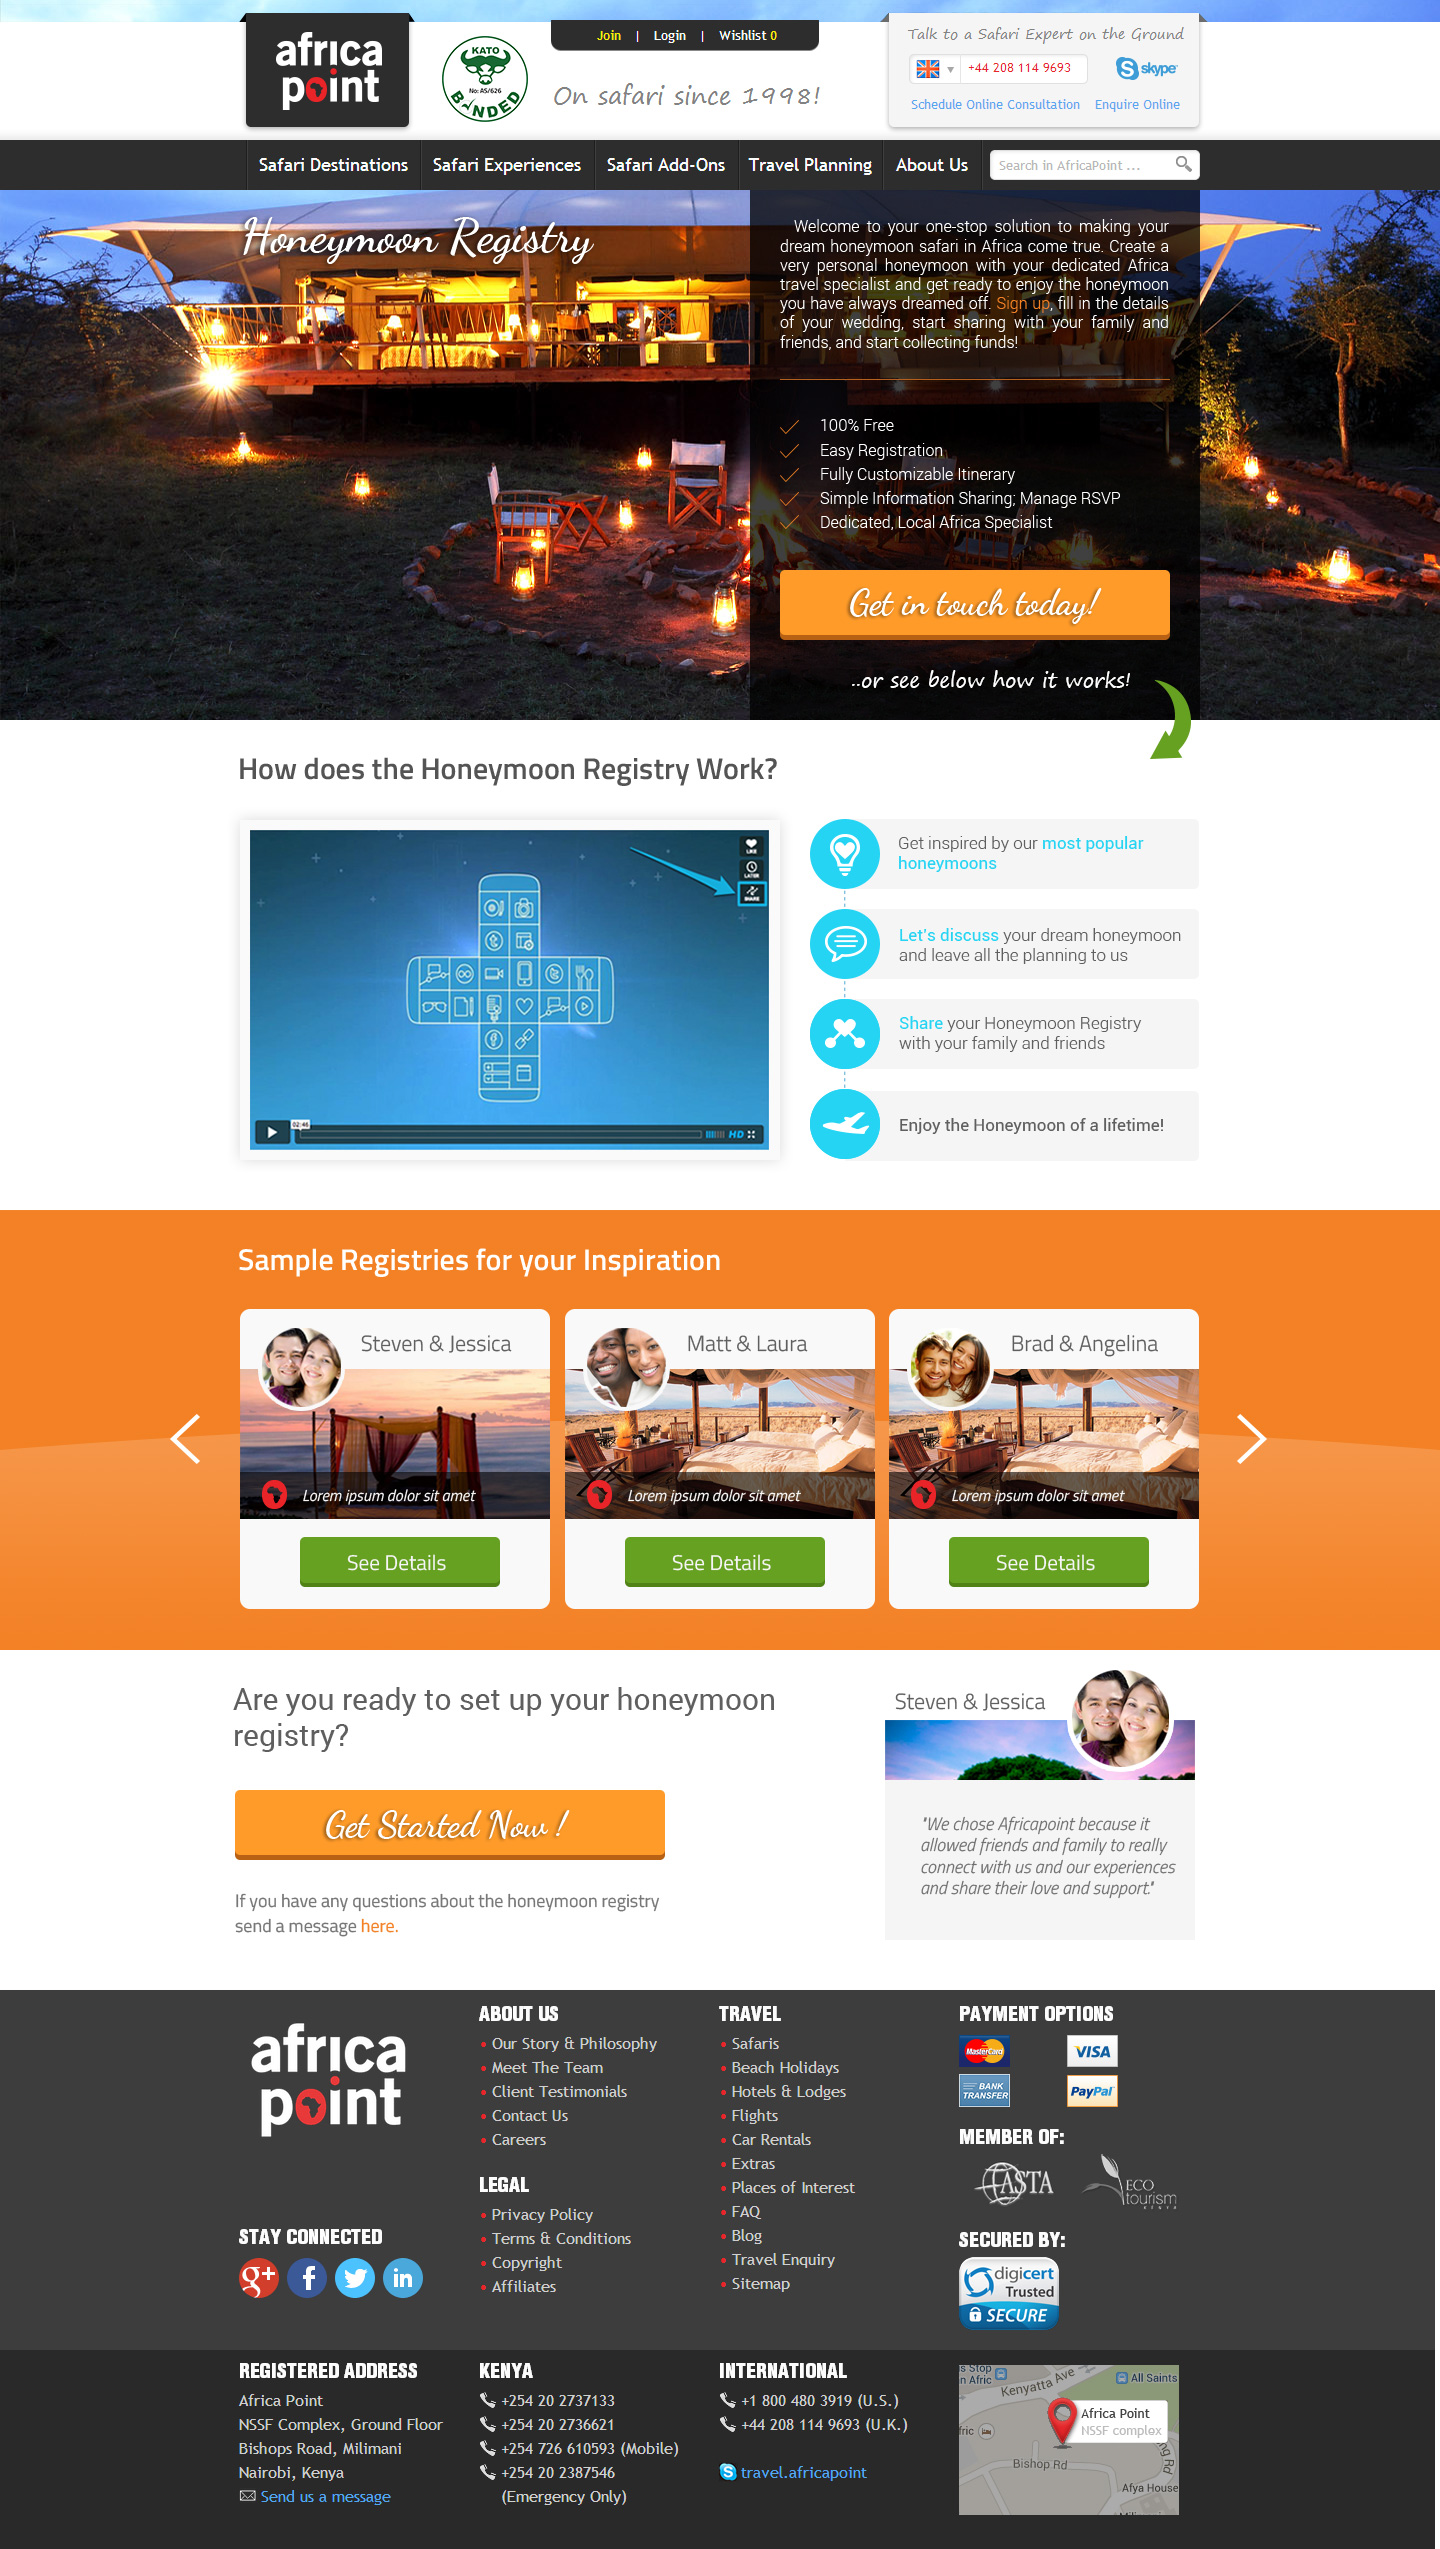 africa
point
KATO
No: AS/626
BONDED
Join | Login | Wishlist 0
On safari since 1998!
Talk to a Safari Expert on the Ground
+44 208 114 9693
skype
Schedule Online Consultation Enquire Online
Safari Destinations
Safari Experiences
Safari Add-Ons
Travel Planning
About Us
Search in AfricaPoint ...
Honeymoon Registry
Welcome to your one-stop solution to making your
dream honeymoon safari in Africa come true. Create a
very personal honeymoon with your dedicated Africa
travel specialist and get ready to enjoy the honeymoon
you have always dreamed off. Sign up, fill in the details
of your wedding, start sharing with your family and
friends, and start collecting funds!
100% Free
Easy Registration
Fully Customizable Itinerary
Simple Information Sharing; Manage RSVP
Dedicated, Local Africa Specialist
Get in touch today!
..or see below how it works!
How does the Honeymoon Registry Work?
LIKE
LATER
SHARE
02:46
HD
Get inspired by our most popular
honeymoons
Let's discuss your dream honeymoon
and leave all the planning to us
Share your Honeymoon Registry
with your family and friends
Enjoy the Honeymoon of a lifetime!
Sample Registries for your Inspiration
Steven & Jessica
Lorem ipsum dolor sit amet
See Details
Matt & Laura
Lorem ipsum dolor sit amet
See Details
Brad & Angelina
Lorem ipsum dolor sit amet
See Details
Are you ready to set up your honeymoon
registry?
Get Started Now !
If you have any questions about the honeymoon registry
send a message here.
Steven & Jessica
"We chose Africapoint because it
allowed friends and family to really
connect with us and our experiences
and share their love and support."
africa
point
STAY CONNECTED
g+
f
in
ABOUT US
Our Story & Philosophy
Meet The Team
Client Testimonials
Contact Us
Careers
LEGAL
Privacy Policy
Terms & Conditions
Copyright
Affiliates
TRAVEL
Safaris
Beach Holidays
Hotels & Lodges
Flights
Car Rentals
Extras
Places of Interest
FAQ
Blog
Travel Enquiry
Sitemap
PAYMENT OPTIONS
MasterCard
VISA
BANK
TRANSFER
PayPal
MEMBER OF:
ASTA
ECO
tourism
KENYA
SECURED BY:
digicert
Trusted
SECURE
REGISTERED ADDRESS
Africa Point
NSSF Complex, Ground Floor
Bishops Road, Milimani
Nairobi, Kenya
Send us a message
KENYA
+254 20 2737133
+254 20 2736621
+254 726 610593 (Mobile)
+254 20 2387546
(Emergency Only)
INTERNATIONAL
+1 800 480 3919 (U.S.)
+44 208 114 9693 (U.K.)
travel.africapoint
s Stop
n Afric
Kenyatta Ave
All Saints
Africa Point
NSSF complex
fric
Bishop Rd
ng Rd
Afya House